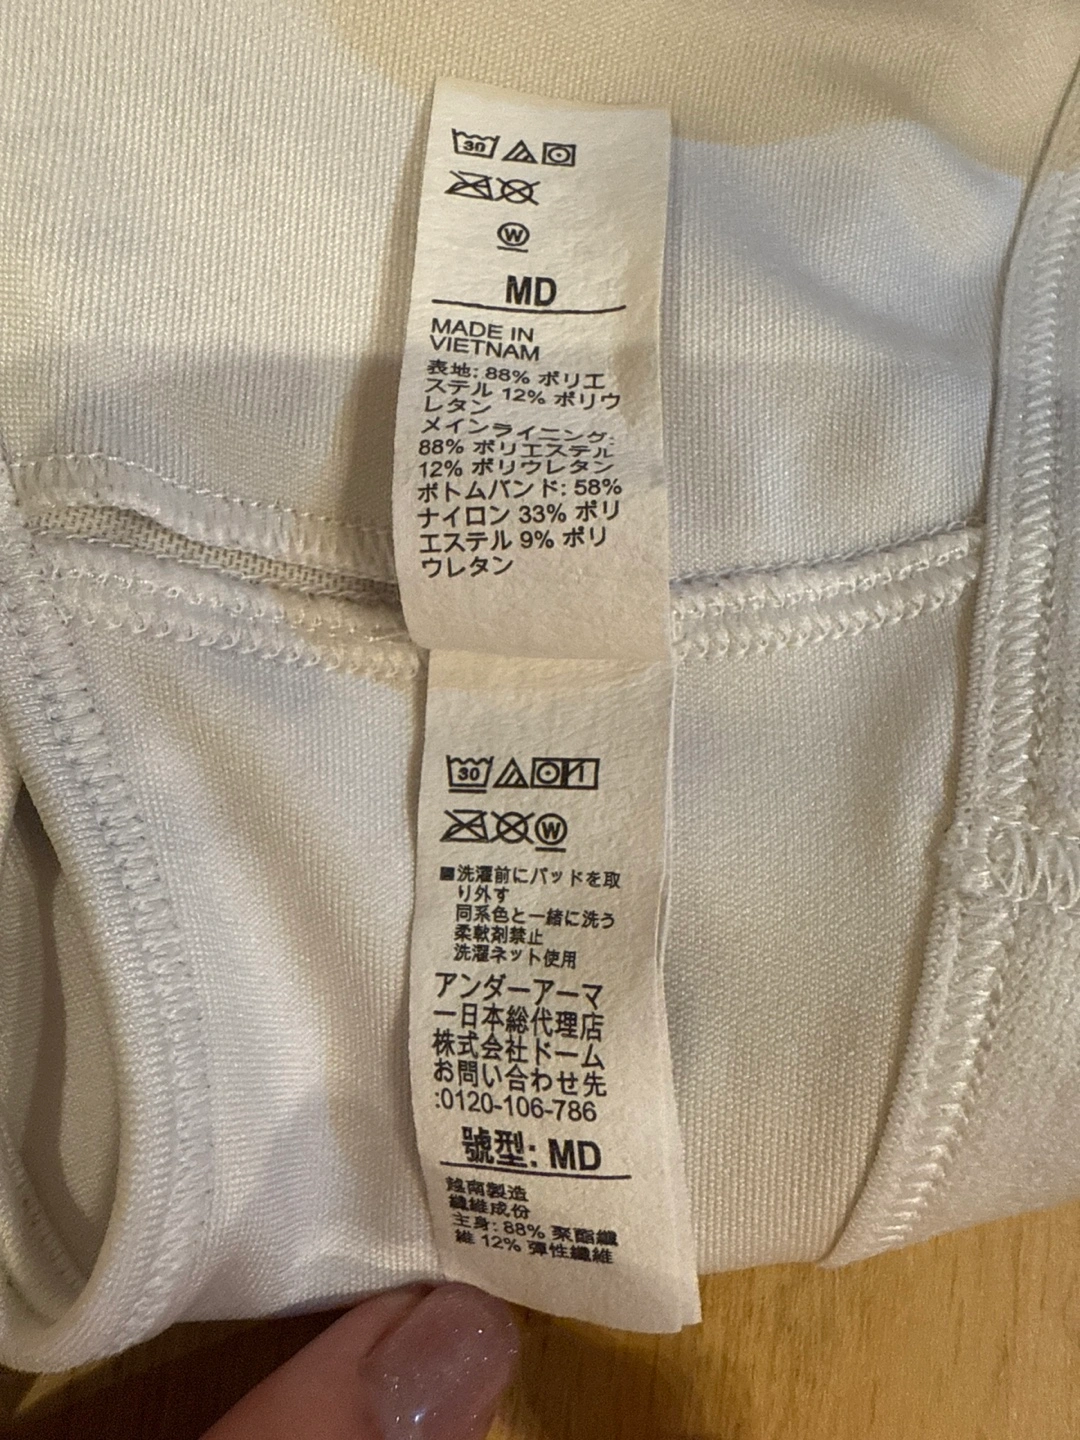 30
W
MD
MADE IN
VIETNAM
表地: 88% ポリエ
ステル 12% ポリウ
レタン
メインライニング:
88% ポリエステル
12% ポリウレタン
ボトムバンド: 58%
ナイロン 33% ポリ
エステル 9% ポリ
ウレタン
30
W
■洗濯前にパッドを取
り外す
同系色と一緒に洗う
柔軟剤禁止
洗濯ネット使用
アンダーアーマ
ー日本総代理店
株式会社ドーム
お問い合わせ先
:0120-106-786
號型: MD
越南製造
纖維成份
主身: 88% 聚酯纖
維 12% 彈性纖維